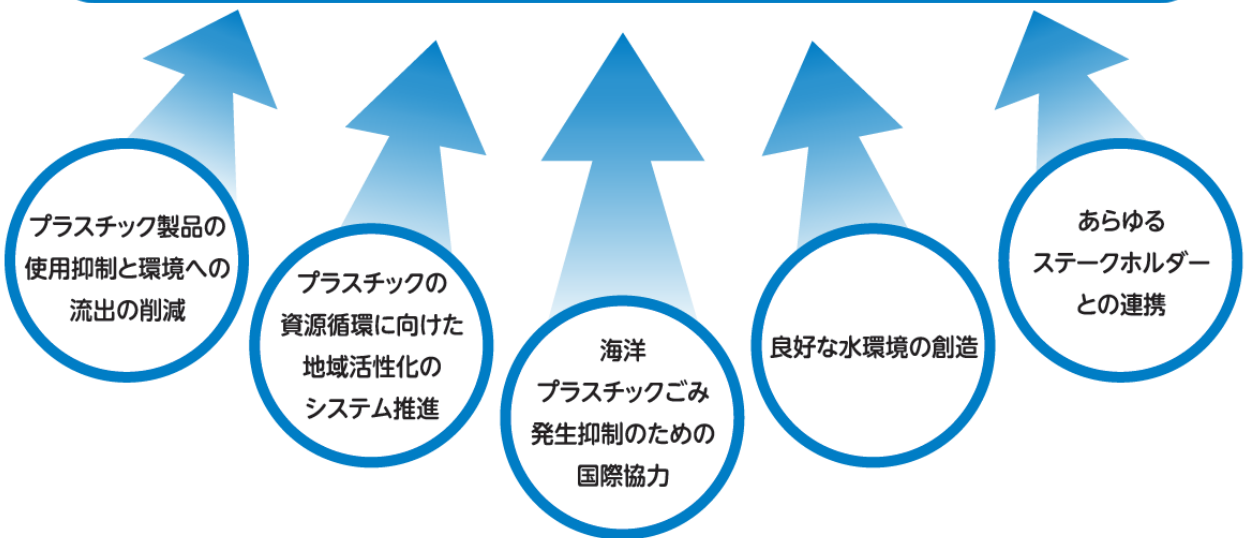 プラスチック製品の
使用抑制と環境への
流出の削減
プラスチックの
資源循環に向けた
地域活性化の
システム推進
海洋
プラスチックごみ
発生抑制のための
国際協力
良好な水環境の創造
あらゆる
ステークホルダー
との連携